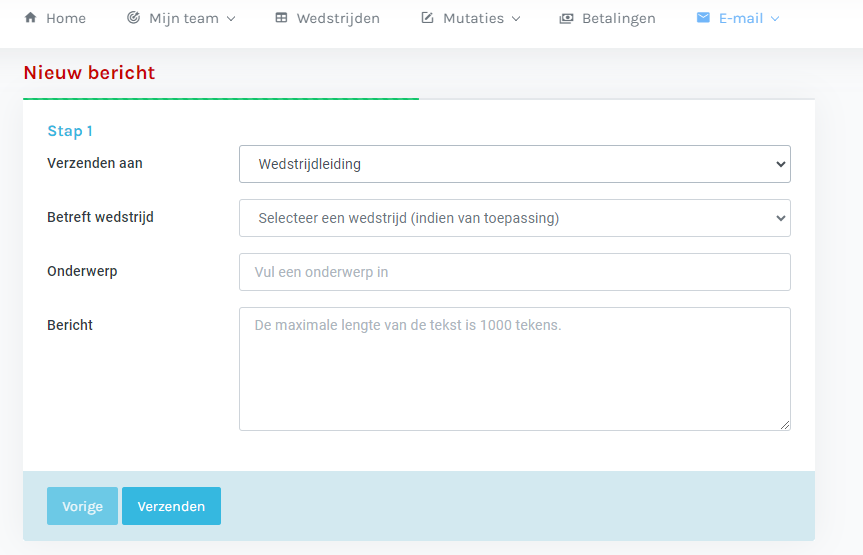 Home Mijn team Wedstrijden Mutaties Betalingen E-mail
Nieuw bericht
Stap 1
Verzenden aan Wedstrijdleiding
Betreft wedstrijd Selecteer een wedstrijd (indien van toepassing)
Onderwerp Vul een onderwerp in
Bericht De maximale lengte van de tekst is 1000 tekens.
Vorige Verzenden